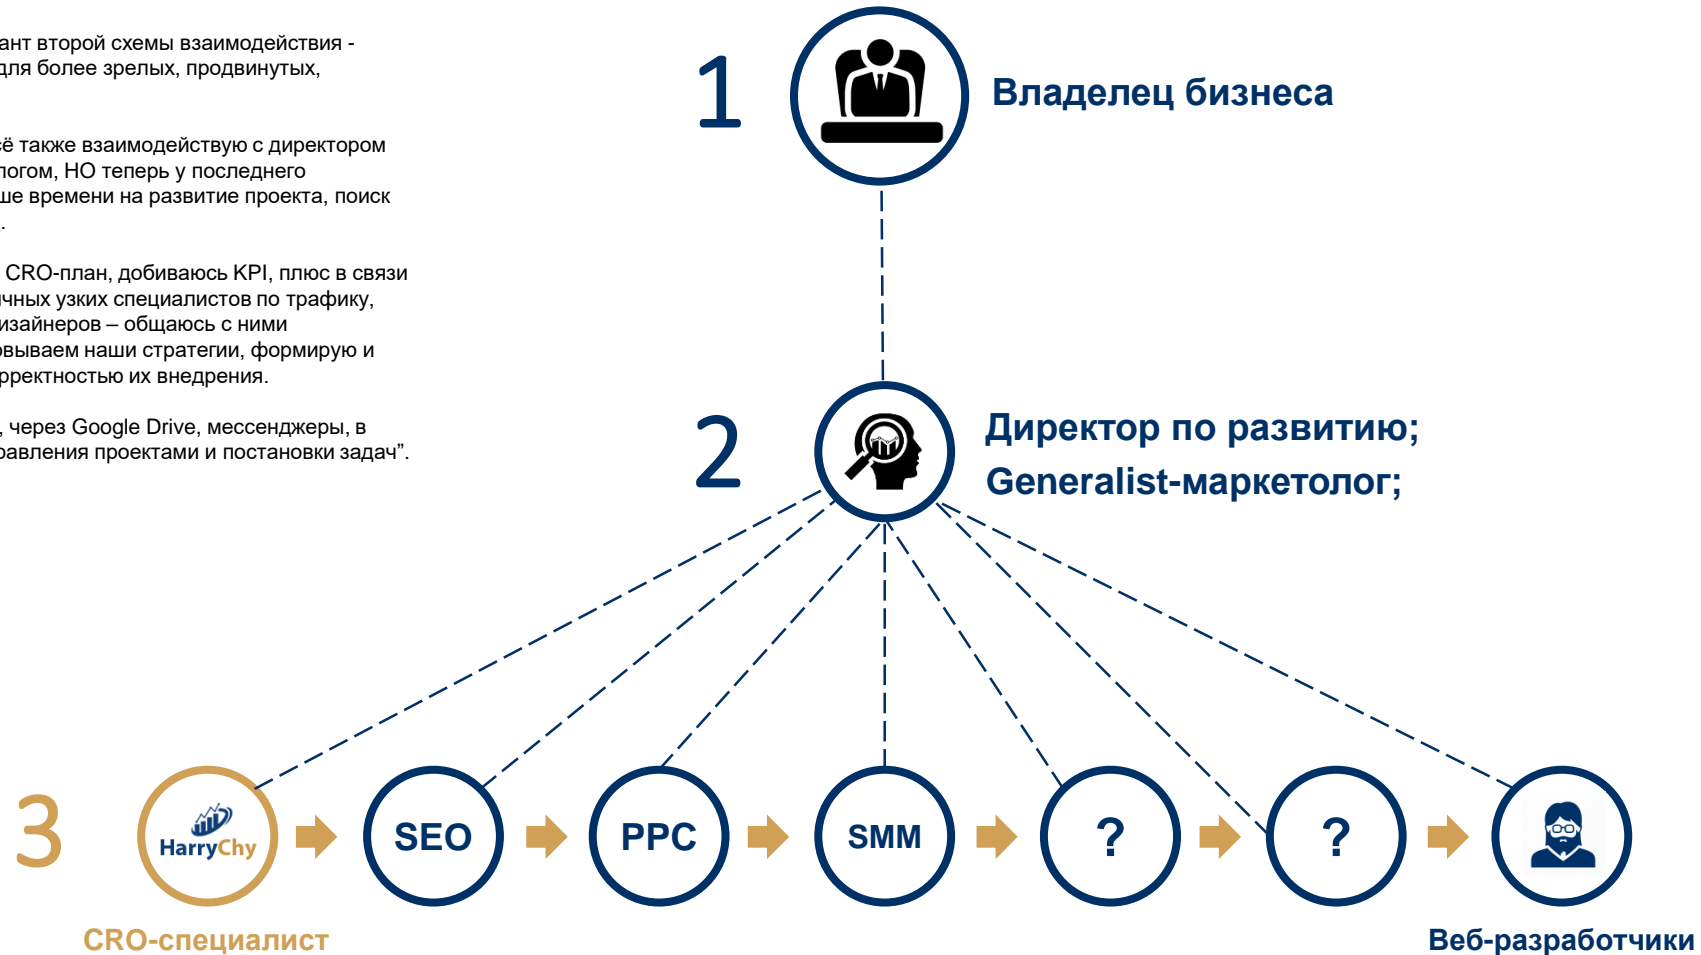 ант второй схемы взаимодействия -
для более зрелых, продвинутых,
сё также взаимодействую с директором
логом, НО теперь у последнего
ше времени на развитие проекта, поиск
.
CRO-план, добиваюсь KPI, плюс в связи
ичных узких специалистов по трафику,
дизайнеров – общаюсь с ними
овываем наши стратегии, формирую и
рректностью их внедрения.
, через Google Drive, мессенджеры, в
равления проектами и постановки задач”.
1
Владелец бизнеса
2
Директор по развитию;
Generalist-маркетолог;
3
HarryChy
SEO
PPC
SMM
?
?
CRO-специалист
Веб-разработчики